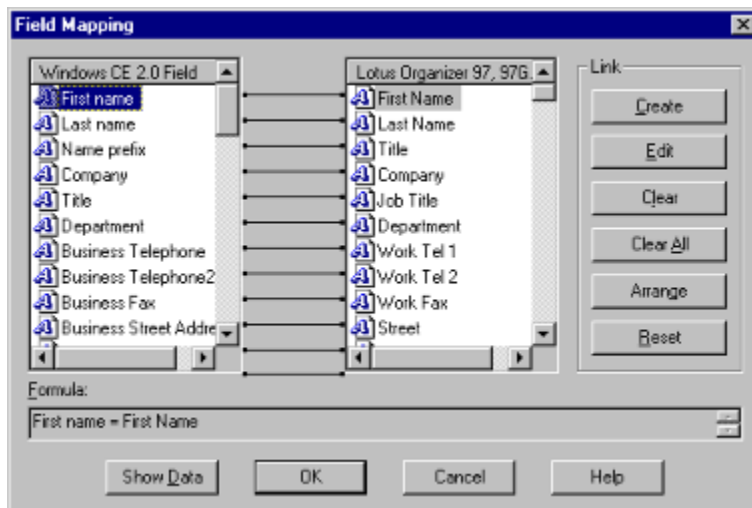 Field Mapping
Windows CE 2.0 Field
First name
Last name
Name prefix
Company
Title
Department
Business Telephone
Business Telephone2
Business Fax
Business Street Addre
Lotus Organizer 97, 97G.
First Name
Last Name
Title
Company
Job Title
Department
Work Tel 1
Work Tel 2
Work Fax
Street
Link
Create
Edit
Clear
Clear All
Arrange
Reset
Formula:
First name = First Name
Show Data
OK
Cancel
Help